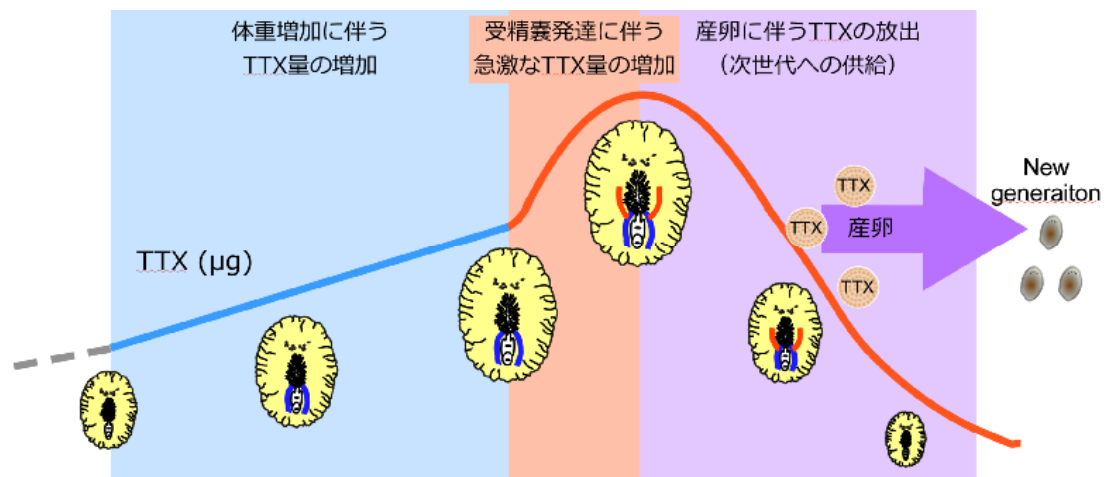 体重増加に伴う
TTX量の増加
受精嚢発達に伴う
急激なTTX量の増加
産卵に伴うTTXの放出
（次世代への供給）
TTX (μg)
TTX
TTX
産卵
TTX
New
generaiton